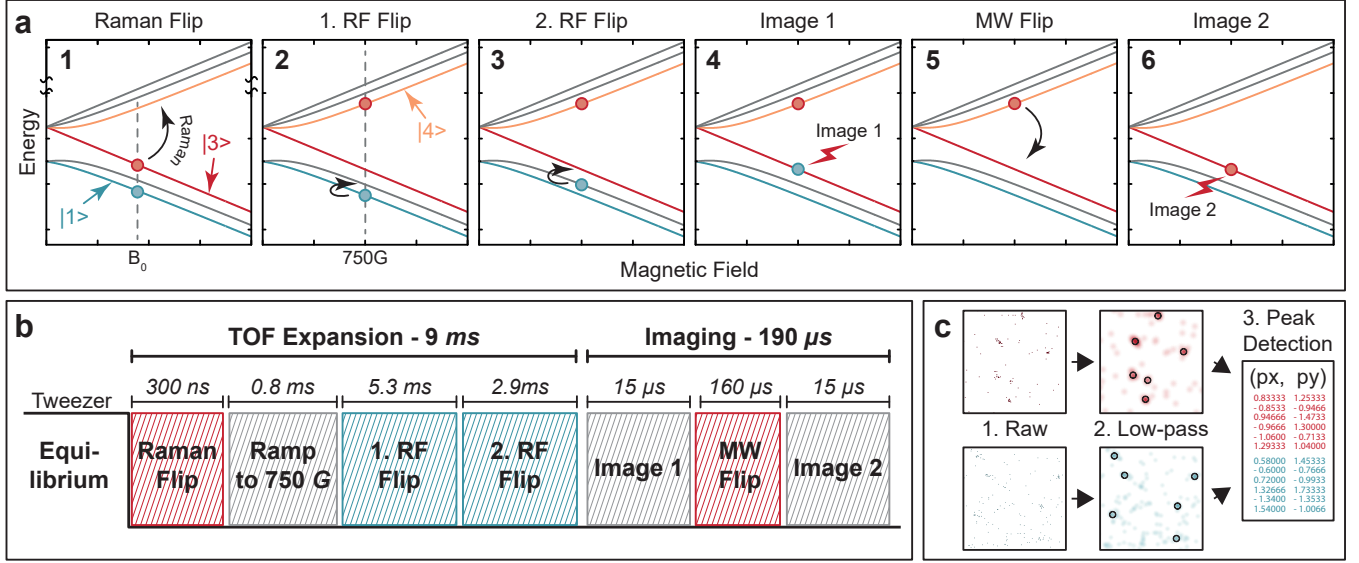 a
Raman Flip
1. RF Flip
2. RF Flip
Image 1
MW Flip
Image 2
1
2
3
4
5
6
Energy
Raman
|3>
|1>
|4>
Image 1
Image 2
B0
750G
Magnetic Field
b
TOF Expansion - 9 ms
Imaging - 190 µs
Tweezer
300 ns
0.8 ms
5.3 ms
2.9ms
15 µs
160 µs
15 µs
Equi-
librium
Raman
Flip
Ramp
to 750 G
1. RF
Flip
2. RF
Flip
Image 1
MW
Flip
Image 2
c
1. Raw
2. Low-pass
3. Peak
Detection
(px, py)
0.83333 1.25333
- 0.8533 - 0.9466
0.94666 - 1.4733
- 0.9666 1.30000
- 1.0600 - 0.7133
1.29333 1.04000
0.58000 1.45333
- 0.6000 - 0.7666
0.72000 - 0.9933
1.32666 1.73333
- 1.3400 - 1.3533
1.54000 - 1.0066